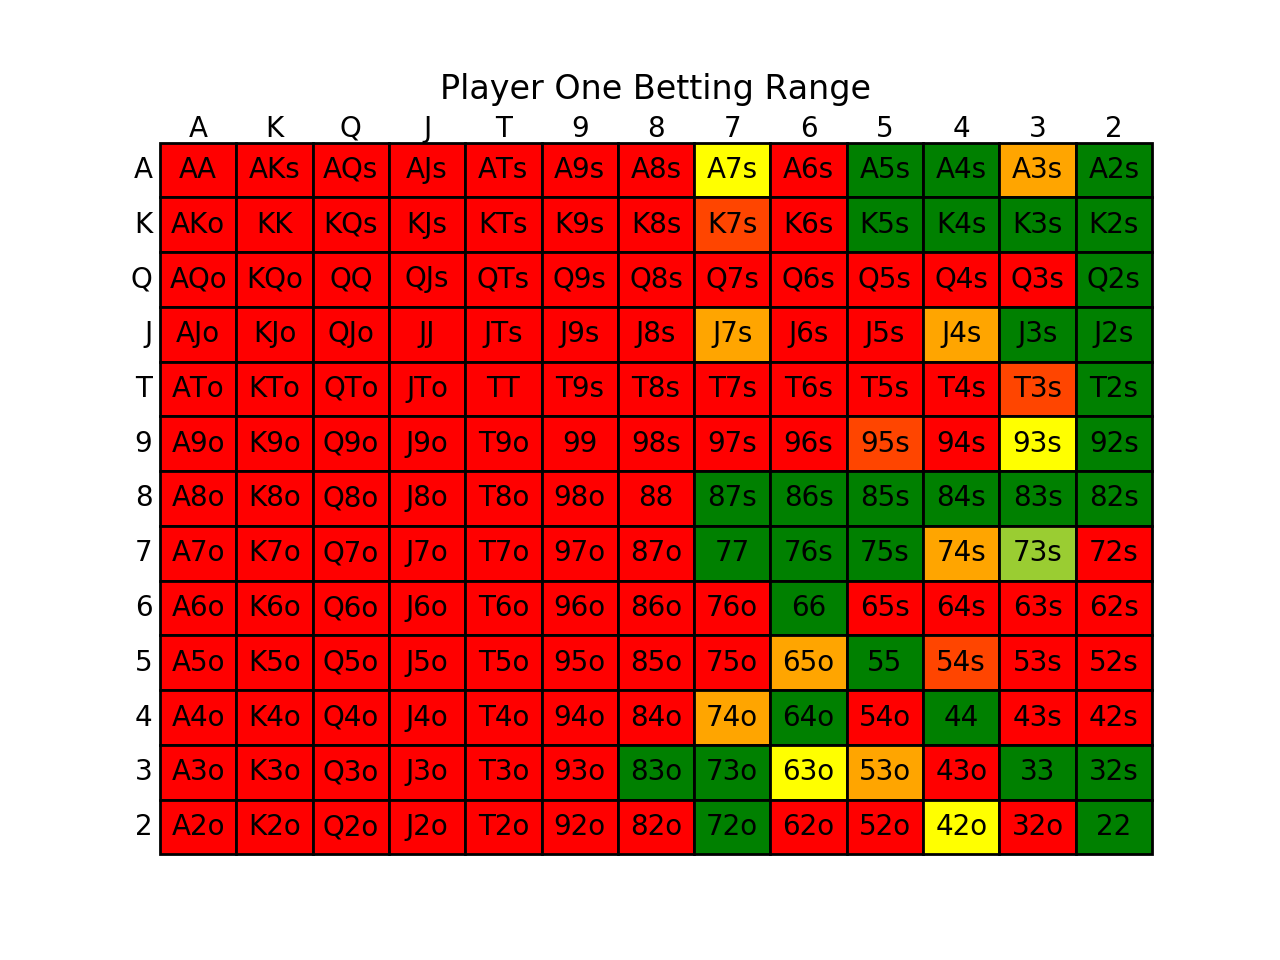 Player One Betting Range
A K Q J T 9 8 7 6 5 4 3 2
A AA AKs AQs AJs ATs A9s A8s A7s A6s A5s A4s A3s A2s
K AKo KK KQs KJs KTs K9s K8s K7s K6s K5s K4s K3s K2s
Q AQo KQo QQ QJs QTs Q9s Q8s Q7s Q6s Q5s Q4s Q3s Q2s
J AJo KJo QJo JJ JTs J9s J8s J7s J6s J5s J4s J3s J2s
T ATo KTo QTo JTo TT T9s T8s T7s T6s T5s T4s T3s T2s
9 A9o K9o Q9o J9o T9o 99 98s 97s 96s 95s 94s 93s 92s
8 A8o K8o Q8o J8o T8o 98o 88 87s 86s 85s 84s 83s 82s
7 A7o K7o Q7o J7o T7o 97o 87o 77 76s 75s 74s 73s 72s
6 A6o K6o Q6o J6o T6o 96o 86o 76o 66 65s 64s 63s 62s
5 A5o K5o Q5o J5o T5o 95o 85o 75o 65o 55 54s 53s 52s
4 A4o K4o Q4o J4o T4o 94o 84o 74o 64o 54o 44 43s 42s
3 A3o K3o Q3o J3o T3o 93o 83o 73o 63o 53o 43o 33 32s
2 A2o K2o Q2o J2o T2o 92o 82o 72o 62o 52o 42o 32o 22